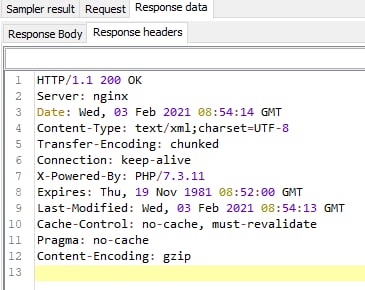 Sampler result Request Response data
Response Body Response headers
1 HTTP/1.1 200 OK
2 Server: nginx
3 Date: Wed, 03 Feb 2021 08:54:14 GMT
4 Content-Type: text/xml;charset=UTF-8
5 Transfer-Encoding: chunked
6 Connection: keep-alive
7 X-Powered-By: PHP/7.3.11
8 Expires: Thu, 19 Nov 1981 08:52:00 GMT
9 Last-Modified: Wed, 03 Feb 2021 08:54:13 GMT
10 Cache-Control: no-cache, must-revalidate
11 Pragma: no-cache
12 Content-Encoding: gzip
13